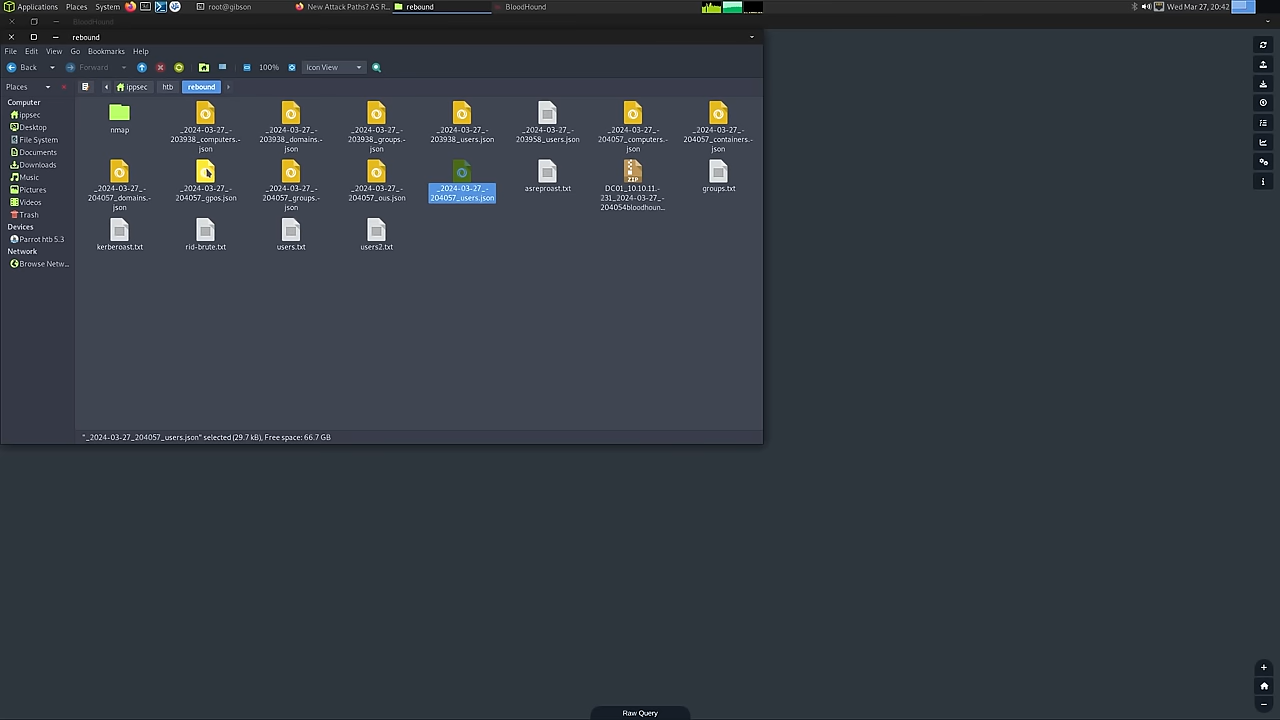 Applications Places System root@gibson New Attack Paths? AS R... rebound BloodHound Wed Mar 27, 20:42
BloodHound
rebound
File Edit View Go Bookmarks Help
Back Forward 100% Icon View
Places ippsec htb rebound
Computer
ippsec
Desktop
File System
Documents
Downloads
Music
Pictures
Videos
Trash
Devices
Parrot htb 5.3
Network
Browse Netw...
nmap
_2024-03-27_-
203938_computers.-
json
_2024-03-27_-
203938_domains.-
json
_2024-03-27_-
203938_groups.-
json
_2024-03-27_-
203938_users.json
_2024-03-27_-
203958_users.json
_2024-03-27_-
204057_computers.-
json
_2024-03-27_-
204057_containers.-
json
_2024-03-27_-
204057_domains.-
json
_2024-03-27_-
204057_gpos.json
_2024-03-27_-
204057_groups.-
json
_2024-03-27_-
204057_ous.json
_2024-03-27_-
204057_users.json
asreproast.txt
ZIP
DC01_10.10.11.-
231_2024-03-27_-
204054bloodhoun...
groups.txt
kerberoast.txt
rid-brute.txt
users.txt
users2.txt
"_2024-03-27_204057_users.json" selected (29.7 kB), Free space: 66.7 GB
Raw Query